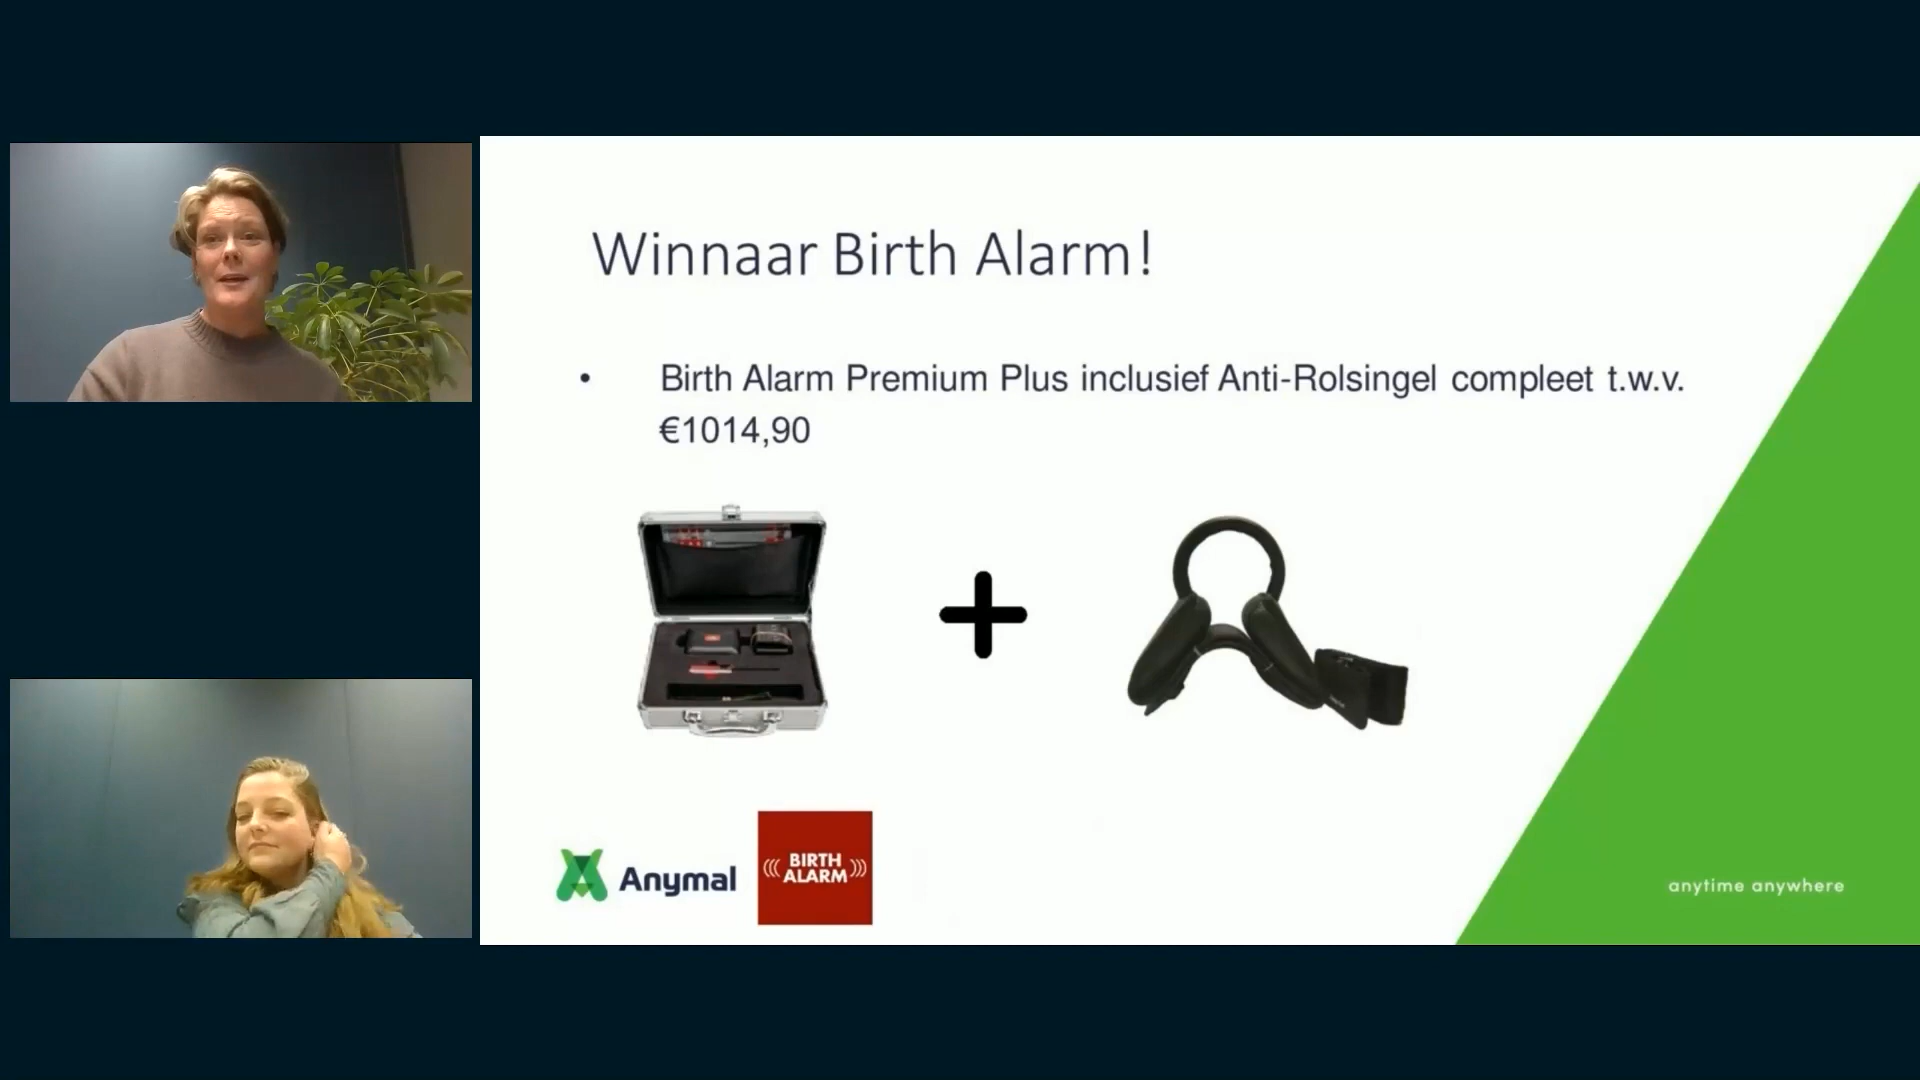 Winnaar Birth Alarm!
• Birth Alarm Premium Plus inclusief Anti-Rolsingel compleet t.w.v.
€1014,90
Anymal
BIRTH
ALARM
anytime anywhere